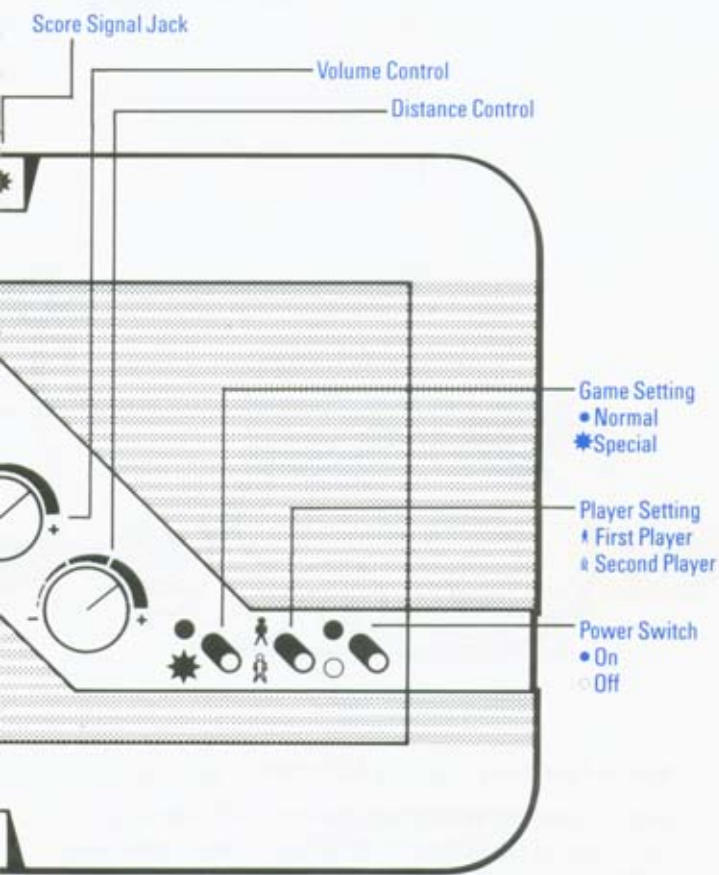 Score Signal Jack
Volume Control
Distance Control
Game Setting
Normal
Special
+
Player Setting
First Player
Second Player
- +
Power Switch
On
Off